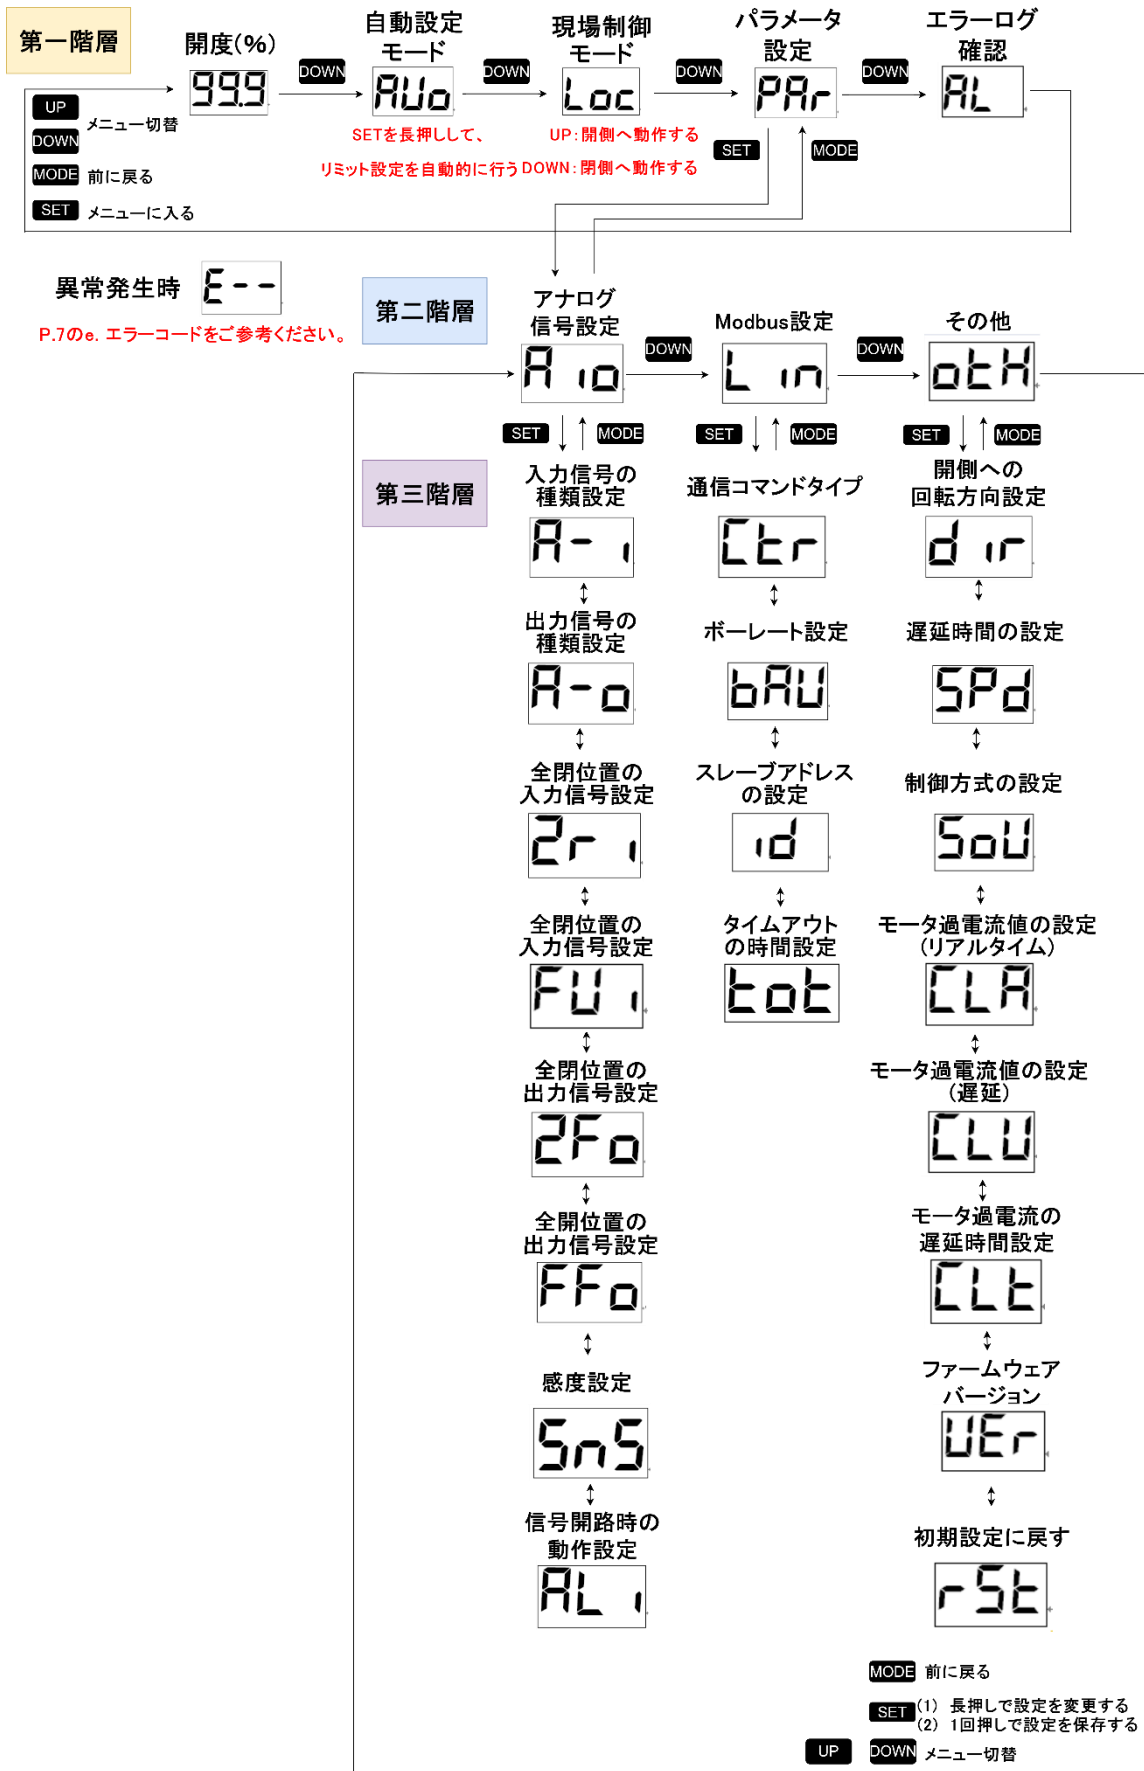 第一階層
開度(%)
自動設定
モード
現場制御
モード
パラメータ
設定
エラーログ
確認
99.9
DOWN
AUo
DOWN
Loc
DOWN
PAr
DOWN
AL
UP
DOWN
メニュー切替
MODE 前に戻る
SET メニューに入る
SETを長押しして、
リミット設定を自動的に行う
UP:開側へ動作する
DOWN:閉側へ動作する
SET
MODE
異常発生時
E--
P.7のe. エラーコードをご参考ください。
第二階層
アナログ
信号設定
Modbus設定
その他
Aio
DOWN
Lin
DOWN
otH
SET
MODE
SET
MODE
SET
MODE
第三階層
入力信号の
種類設定
A-i
出力信号の
種類設定
A-o
全閉位置の
入力信号設定
2ri
全閉位置の
入力信号設定
FUi
全閉位置の
出力信号設定
2Fo
全開位置の
出力信号設定
FFo
感度設定
SnS
信号開路時の
動作設定
ALi
通信コマンドタイプ
Ctr
ボーレート設定
bAU
スレーブアドレス
の設定
id
タイムアウト
の時間設定
tot
開側への
回転方向設定
dir
遅延時間の設定
SPd
制御方式の設定
SoU
モータ過電流値の設定
(リアルタイム)
CLA
モータ過電流値の設定
(遅延)
CLU
モータ過電流の
遅延時間設定
CLt
ファームウェア
バージョン
UEr
初期設定に戻す
rSt
MODE 前に戻る
SET (1) 長押しで設定を変更する
(2) 1回押しで設定を保存する
UP DOWN メニュー切替